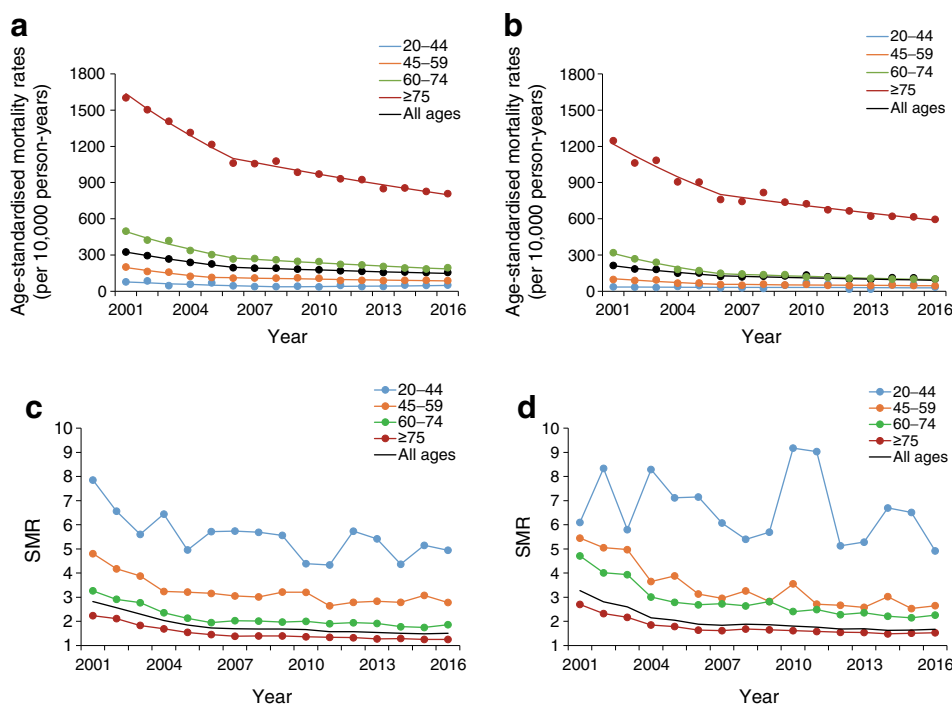 a
20–44
45–59
60–74
≥75
All ages
Age-standardised mortality rates
(per 10,000 person-years)
1800
1500
1200
900
600
300
0
2001 2004 2007 2010 2013 2016
Year
b
20–44
45–59
60–74
≥75
All ages
Age-standardised mortality rates
(per 10,000 person-years)
1800
1500
1200
900
600
300
0
2001 2004 2007 2010 2013 2016
Year
c
20–44
45–59
60–74
≥75
All ages
SMR
10
9
8
7
6
5
4
3
2
1
2001 2004 2007 2010 2013 2016
Year
d
20–44
45–59
60–74
≥75
All ages
SMR
10
9
8
7
6
5
4
3
2
1
2001 2004 2007 2010 2013 2016
Year